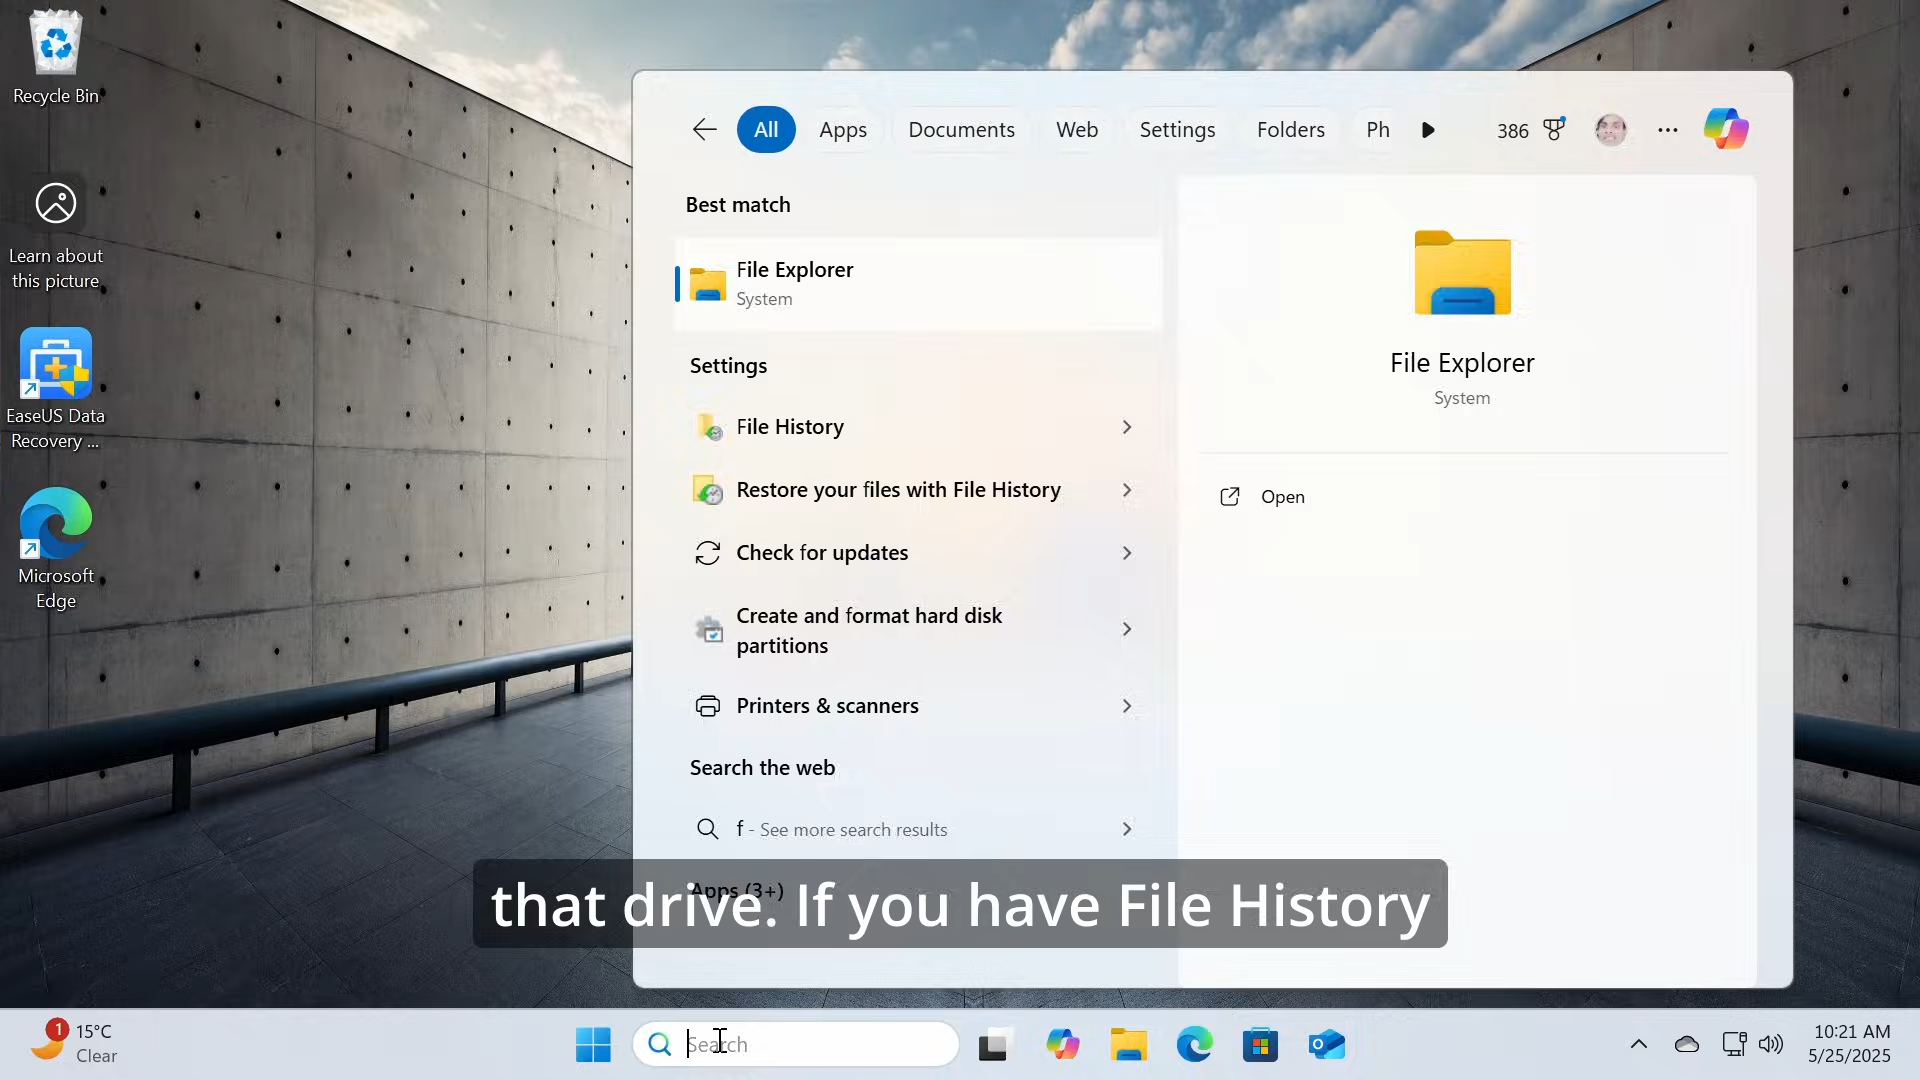 Recycle Bin
Learn about
this picture
EaseUS Data
Recovery ...
Microsoft
Edge
All
Apps
Documents
Web
Settings
Folders
Ph
386
Best match
File Explorer
System
Settings
File History
Restore your files with File History
Check for updates
Create and format hard disk
partitions
Printers & scanners
Search the web
f - See more search results
Apps (3+)
File Explorer
System
Open
that drive. If you have File History
1
15°C
Clear
Search
10:21 AM
5/25/2025